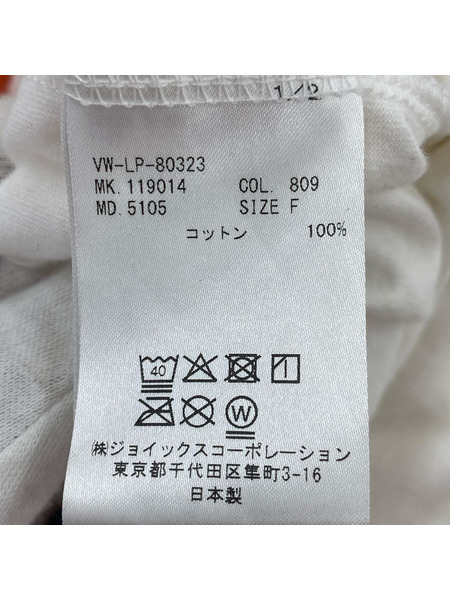 1/2
VW-LP-80323
MK. 119014 COL. 809
MD. 5105 SIZE F
コットン 100%
40
W
㈱ジョイックスコーポレーション
東京都千代田区隼町3-16
日本製